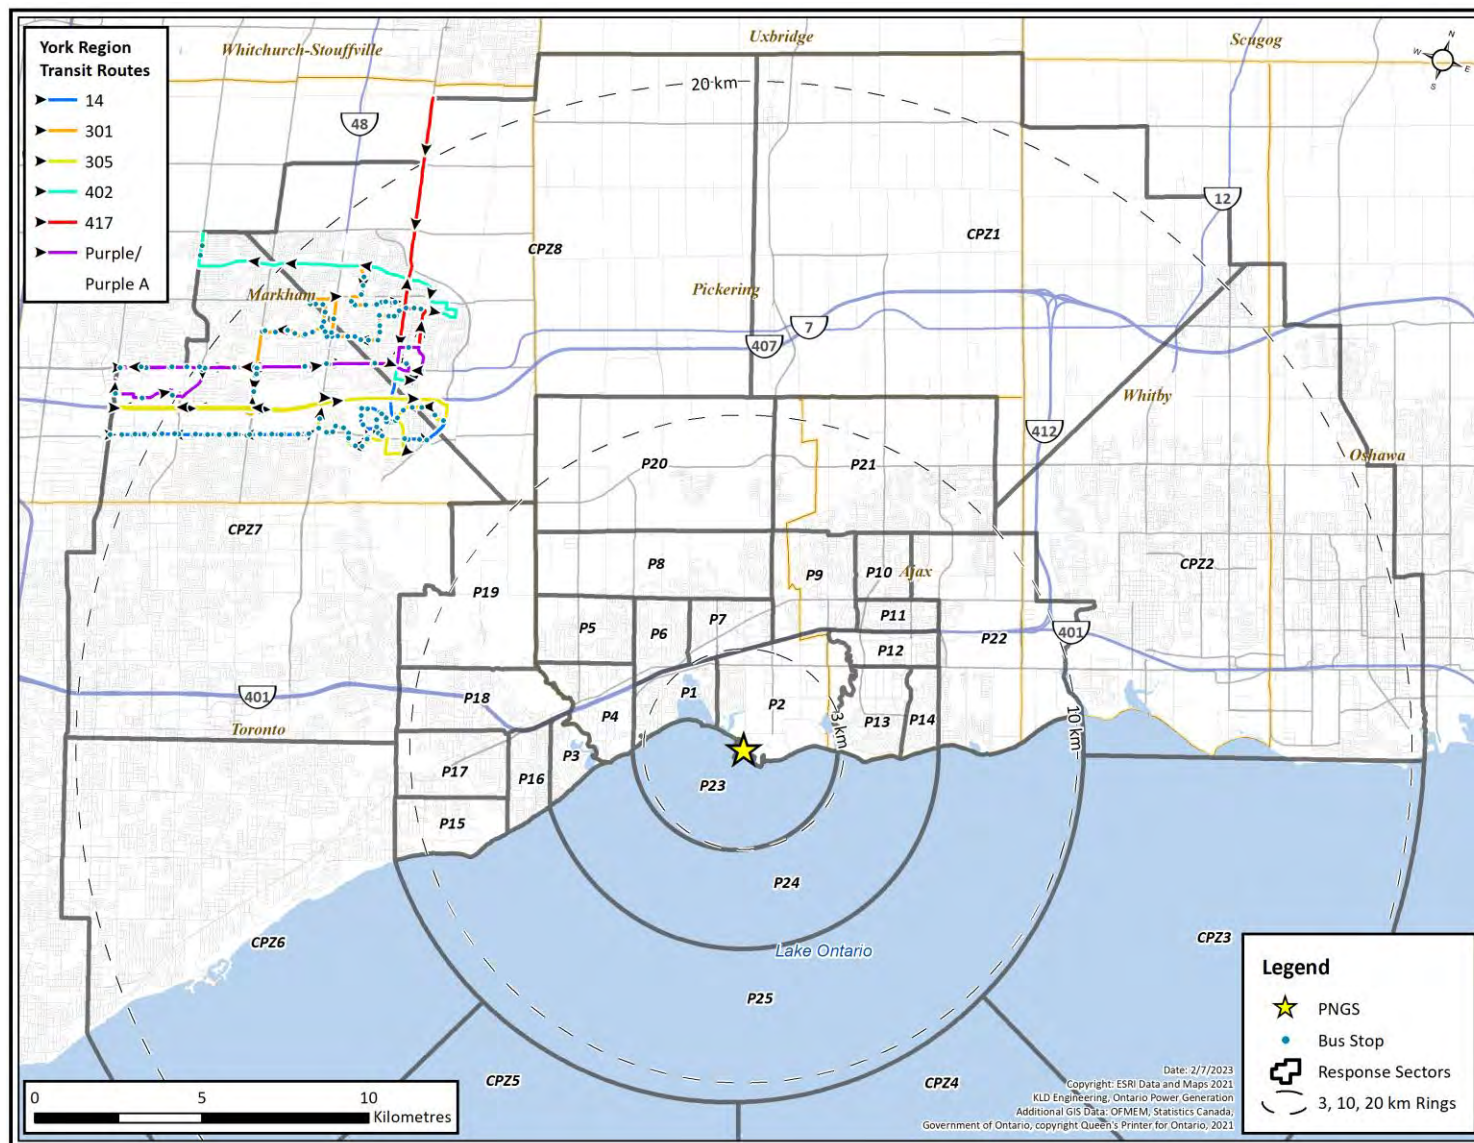 York Region
Transit Routes
14
301
305
402
417
Purple/
Purple A
Whitchurch-Stouffville
Uxbridge
Scugog
N
W
E
S
20 km
48
12
CPZ8
CPZ1
Markham
Pickering
7
407
Whitby
412
Oshawa
P20
P21
CPZ7
CPZ2
P19
P8
P9
P10
Ajax
P5
P6
P7
P11
P22
401
P12
P18
401
P1
P2
P4
P13
P14
3 km
10 km
Toronto
P3
P17
P16
P23
P15
P24
CPZ6
Lake Ontario
CPZ3
P25
CPZ5
CPZ4
0
5
10
Kilometres
Date: 2/7/2023
Copyright: ESRI Data and Maps 2021
KLD Engineering, Ontario Power Generation
Additional GIS Data: OFMEM, Statistics Canada,
Government of Ontario, copyright Queen's Printer for Ontario, 2021
Legend
PNGS
Bus Stop
Response Sectors
3, 10, 20 km Rings